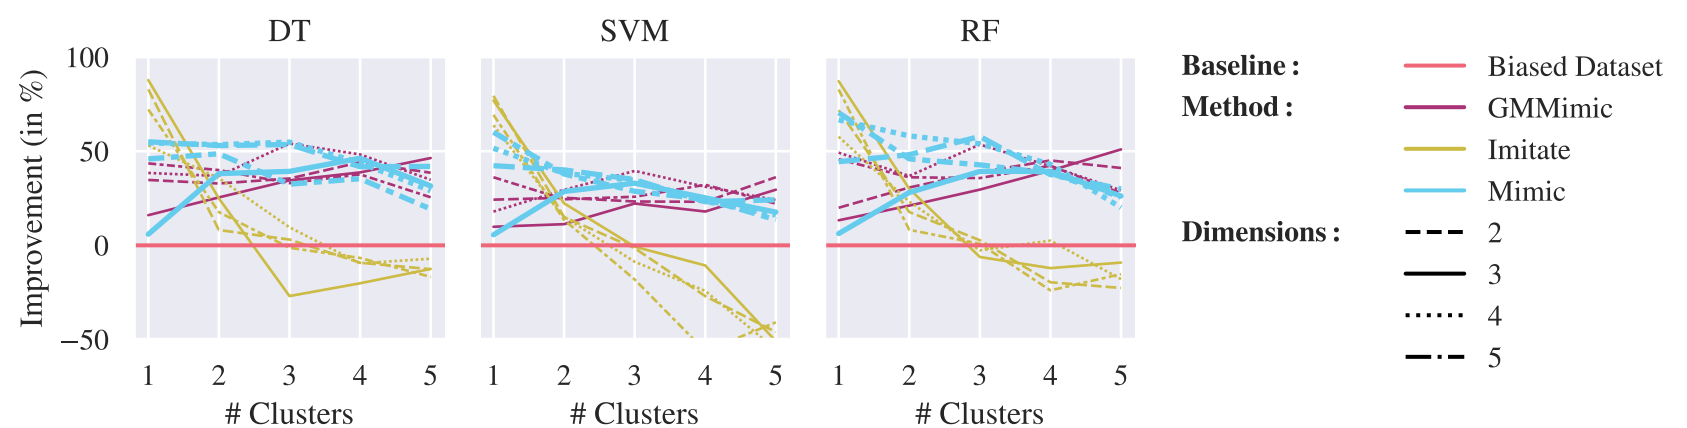 DT SVM RF
Improvement (in %)
100
50
0
−50
1 2 3 4 5 1 2 3 4 5 1 2 3 4 5
# Clusters # Clusters # Clusters
Baseline : Biased Dataset
Method : GMMimic
Imitate
Mimic
Dimensions : 2
3
4
5